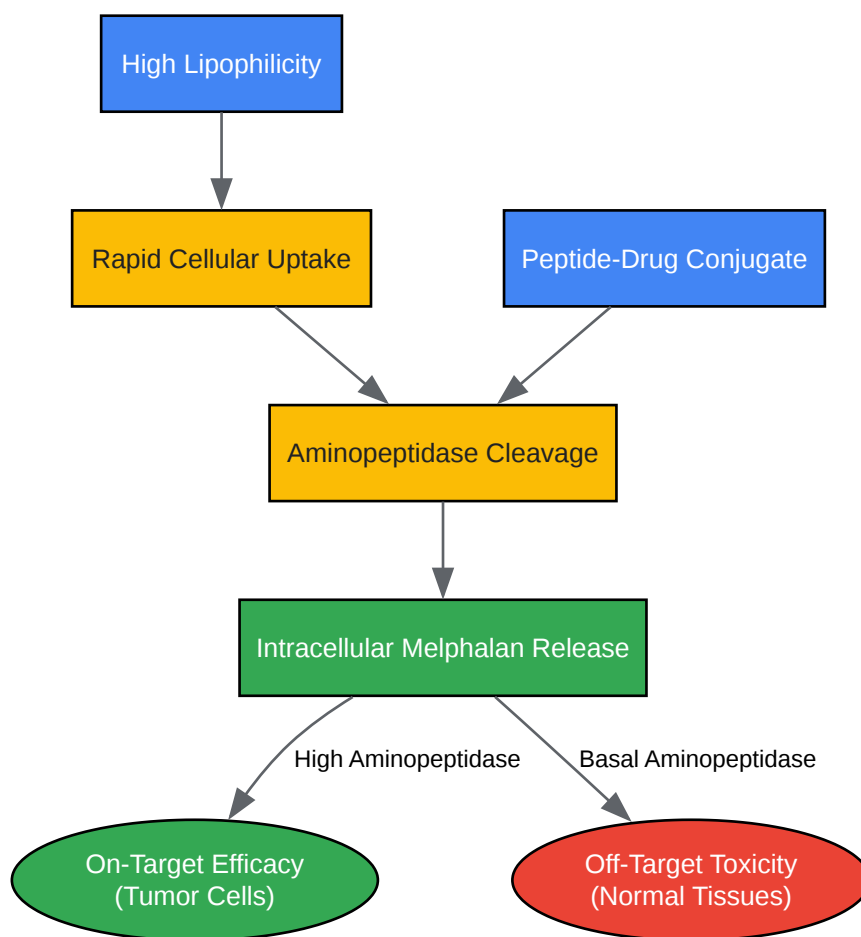 High Lipophilicity
Rapid Cellular Uptake
Peptide-Drug Conjugate
Aminopeptidase Cleavage
Intracellular Melphalan Release
High Aminopeptidase
Basal Aminopeptidase
On-Target Efficacy
(Tumor Cells)
Off-Target Toxicity
(Normal Tissues)